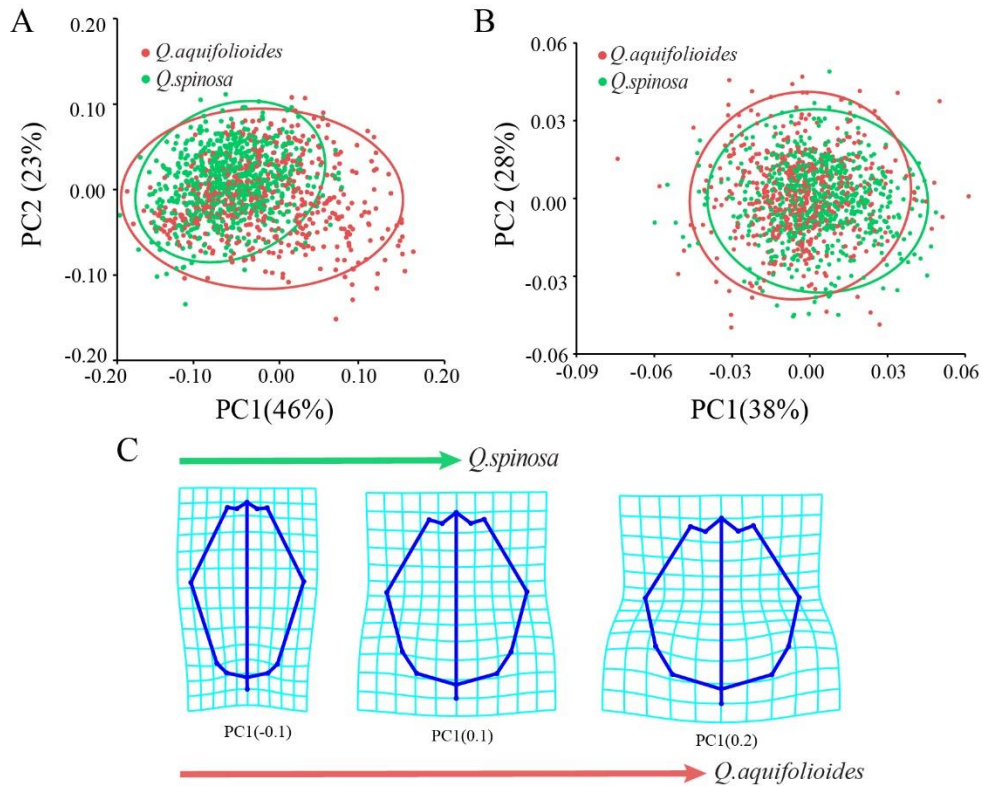 A
0.20
Q.aquifolioides
Q.spinosa
0.10
PC2 (23%)
0.00
-0.10
-0.20
-0.20 -0.10 0.00 0.10 0.20
PC1(46%)
B
0.06
Q.aquifolioides
Q.spinosa
0.03
PC2 (28%)
0.00
-0.03
-0.06
-0.09 -0.06 -0.03 0.00 0.03 0.06
PC1(38%)
C
Q.spinosa
PC1(-0.1) PC1(0.1) PC1(0.2)
Q.aquifolioides